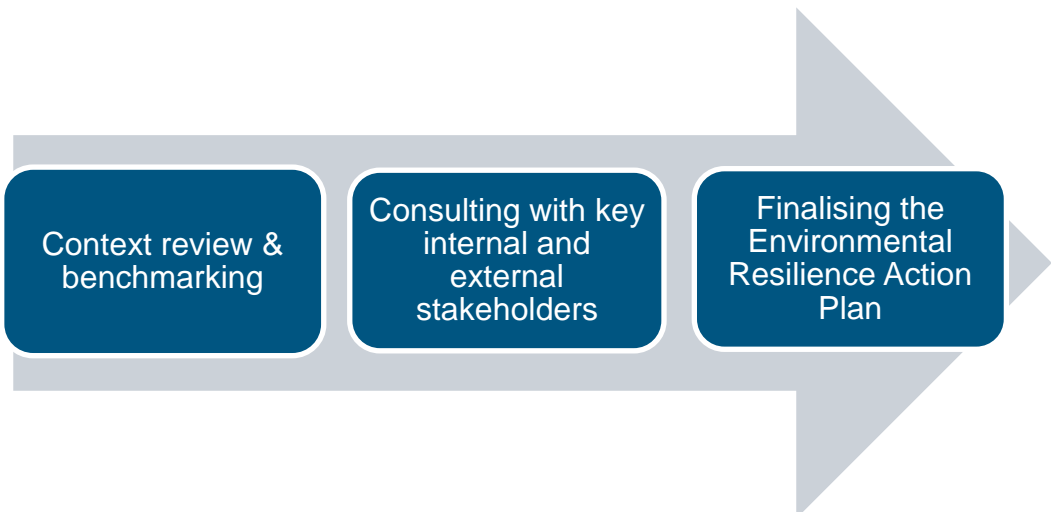 Context review &
benchmarking
Consulting with key
internal and
external
stakeholders
Finalising the
Environmental
Resilience Action
Plan